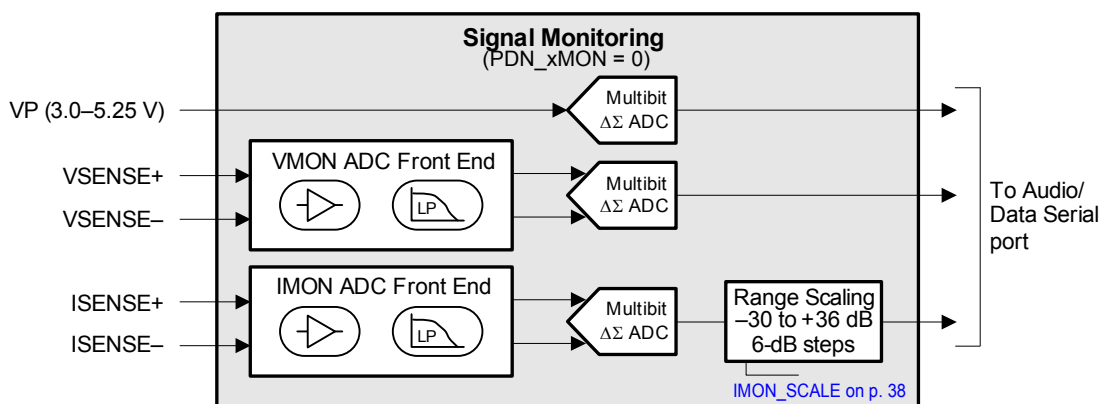 Signal Monitoring
(PDN_xMON = 0)
VP (3.0–5.25 V)
Multibit
ΔΣ ADC
VSENSE+
VSENSE–
VMON ADC Front End
LP
Multibit
ΔΣ ADC
To Audio/
Data Serial
port
ISENSE+
ISENSE–
IMON ADC Front End
LP
Multibit
ΔΣ ADC
Range Scaling
–30 to +36 dB
6-dB steps
IMON_SCALE on p. 38